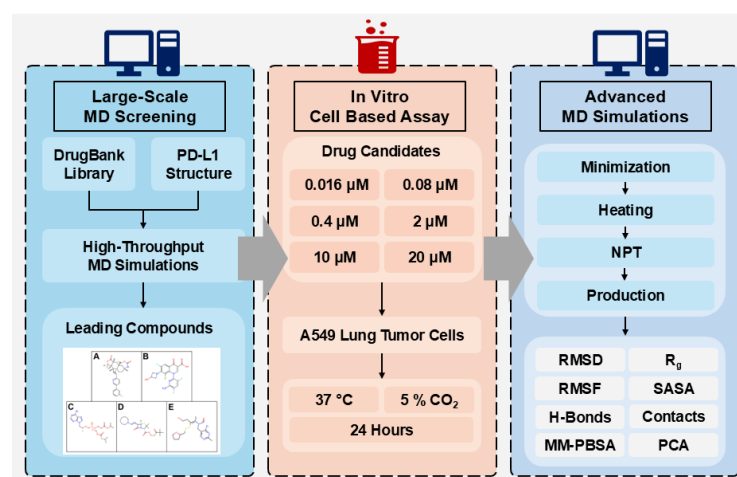 Large-Scale
MD Screening
DrugBank
Library
PD-L1
Structure
High-Throughput
MD Simulations
Leading Compounds
A
B
C
D
E
In Vitro
Cell Based Assay
Drug Candidates
0.016 µM
0.08 µM
0.4 µM
2 µM
10 µM
20 µM
A549 Lung Tumor Cells
37 °C
5 % CO₂
24 Hours
Advanced
MD Simulations
Minimization
Heating
NPT
Production
RMSD
Rg
RMSF
SASA
H-Bonds
Contacts
MM-PBSA
PCA